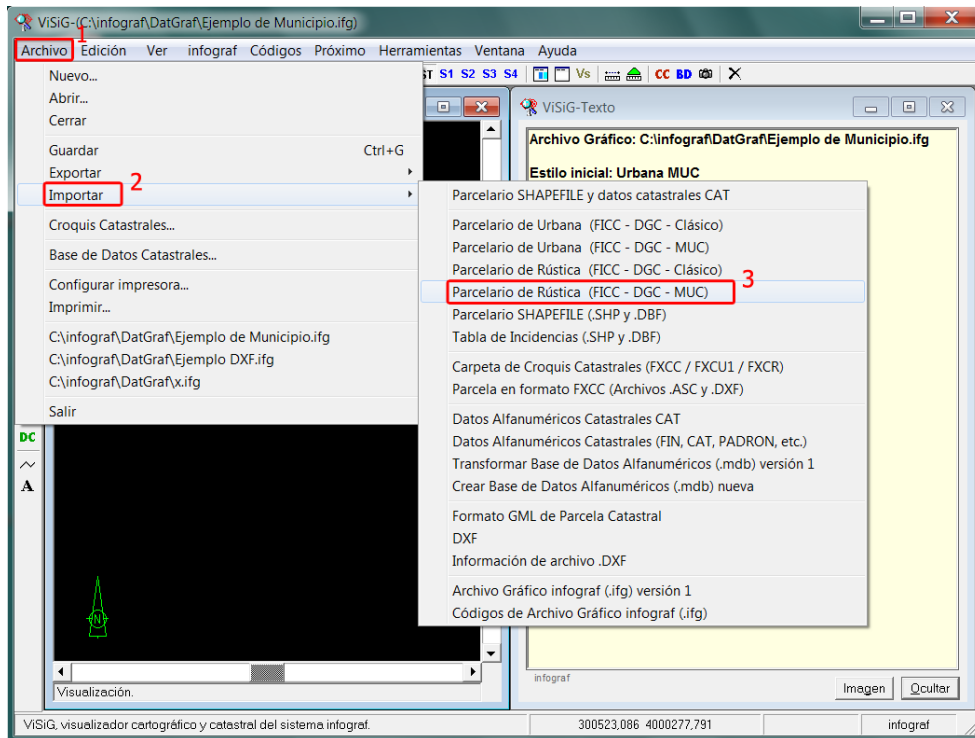 ViSiG-(C:\infograf\DatGraf\Ejemplo de Municipio.ifg)
1
Archivo Edición Ver infograf Códigos Próximo Herramientas Ventana Ayuda
S1 S2 S3 S4 Vs CC BD
Nuevo...
Abrir...
Cerrar
Guardar Ctrl+G
Exportar
2
Importar
Croquis Catastrales...
Base de Datos Catastrales...
Configurar impresora...
Imprimir...
C:\infograf\DatGraf\Ejemplo de Municipio.ifg
C:\infograf\DatGraf\Ejemplo DXF.ifg
C:\infograf\DatGraf\x.ifg
Salir
ViSiG-Texto
Archivo Gráfico: C:\infograf\DatGraf\Ejemplo de Municipio.ifg
Estilo inicial: Urbana MUC
Parcelario SHAPEFILE y datos catastrales CAT
Parcelario de Urbana (FICC - DGC - Clásico)
Parcelario de Urbana (FICC - DGC - MUC)
Parcelario de Rústica (FICC - DGC - Clásico)
3
Parcelario de Rústica (FICC - DGC - MUC)
Parcelario SHAPEFILE (.SHP y .DBF)
Tabla de Incidencias (.SHP y .DBF)
Carpeta de Croquis Catastrales (FXCC / FXCU1 / FXCR)
Parcela en formato FXCC (Archivos .ASC y .DXF)
Datos Alfanuméricos Catastrales CAT
Datos Alfanuméricos Catastrales (FIN, CAT, PADRON, etc.)
Transformar Base de Datos Alfanuméricos (.mdb) versión 1
Crear Base de Datos Alfanuméricos (.mdb) nueva
Formato GML de Parcela Catastral
DXF
Información de archivo .DXF
Archivo Gráfico infograf (.ifg) versión 1
Códigos de Archivo Gráfico infograf (.ifg)
DC
A
N
Visualización.
infograf
Imagen Ocultar
ViSiG, visualizador cartográfico y catastral del sistema infograf. 300523,086 4000277,791 infograf